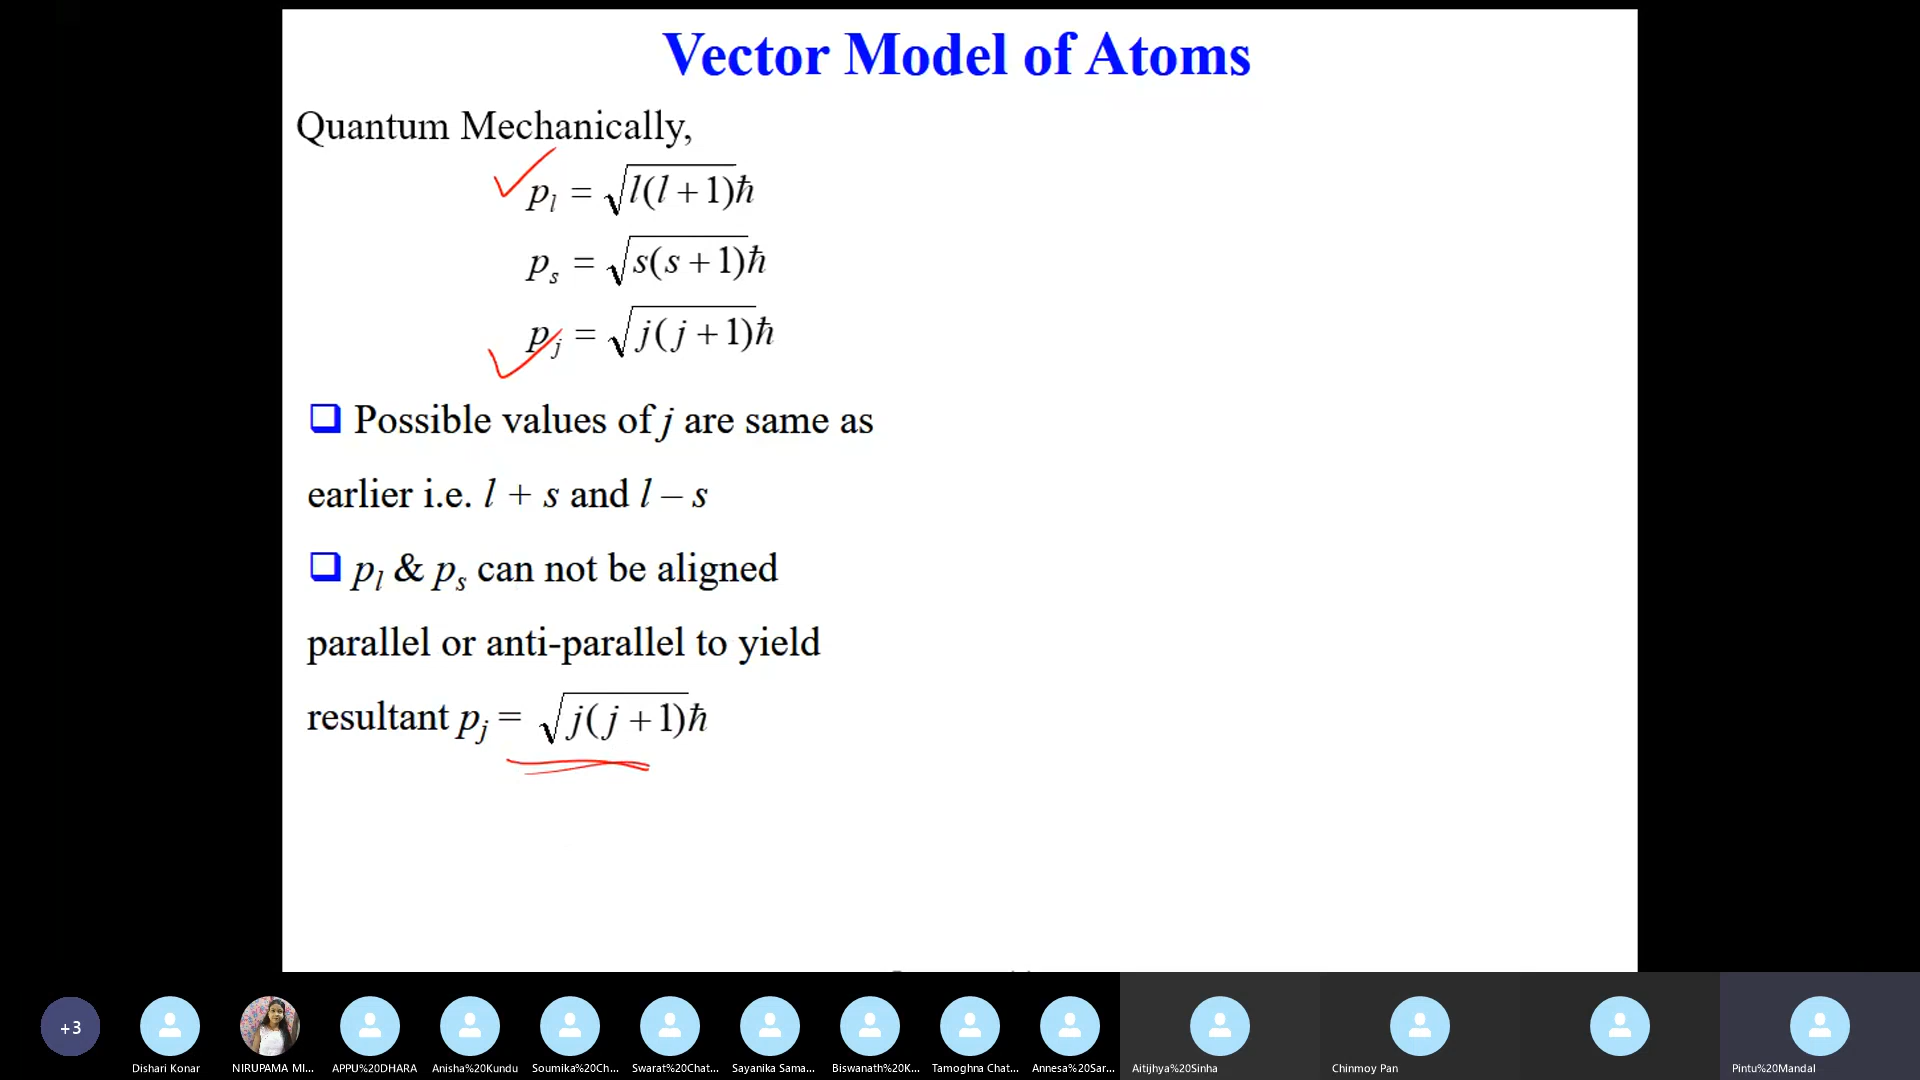 Vector Model of Atoms
Quantum Mechanically,
p_l = √l(l + 1)ħ
p_s = √s(s + 1)ħ
p_j = √j(j + 1)ħ
❑ Possible values of j are same as
earlier i.e. l + s and l – s
❑ p_l & p_s can not be aligned
parallel or anti-parallel to yield
resultant p_j = √j(j + 1)ħ
+3
Dishari Konar
NIRUPAMA MI...
APPU%20DHARA
Anisha%20Kundu
Soumika%20Ch...
Swarat%20Chat...
Sayanika Sama...
Biswanath%20K...
Tamoghna Chat...
Annesa%20Sar...
Aitijhya%20Sinha
Chinmoy Pan
Pintu%20Mandal